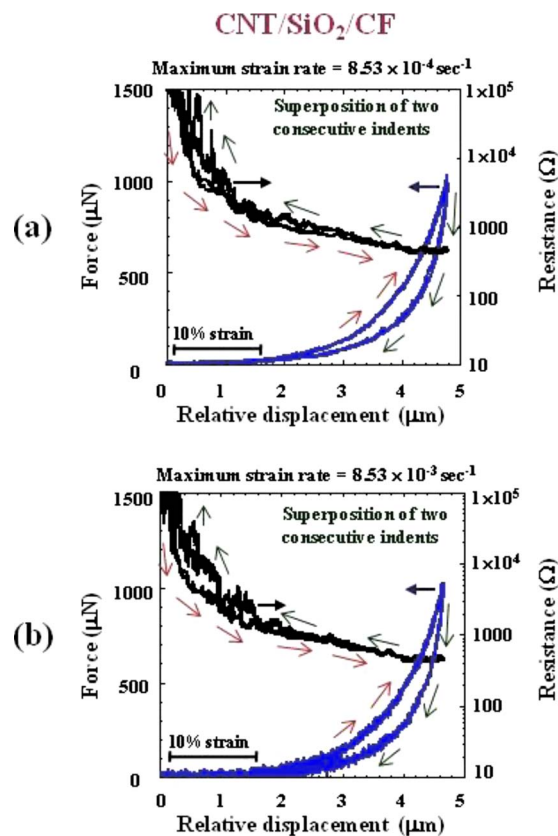 CNT/SiO₂/CF
Maximum strain rate = 8.53 × 10⁻⁴ sec⁻¹
Superposition of two
consecutive indents
(a)
Force (μN)
1500
1000
500
0
Resistance (Ω)
1×10⁵
1×10⁴
1000
100
10
10% strain
0 1 2 3 4 5
Relative displacement (μm)
Maximum strain rate = 8.53 × 10⁻³ sec⁻¹
Superposition of two
consecutive indents
(b)
Force (μN)
1500
1000
500
0
Resistance (Ω)
1×10⁵
1×10⁴
1000
100
10
10% strain
0 1 2 3 4 5
Relative displacement (μm)